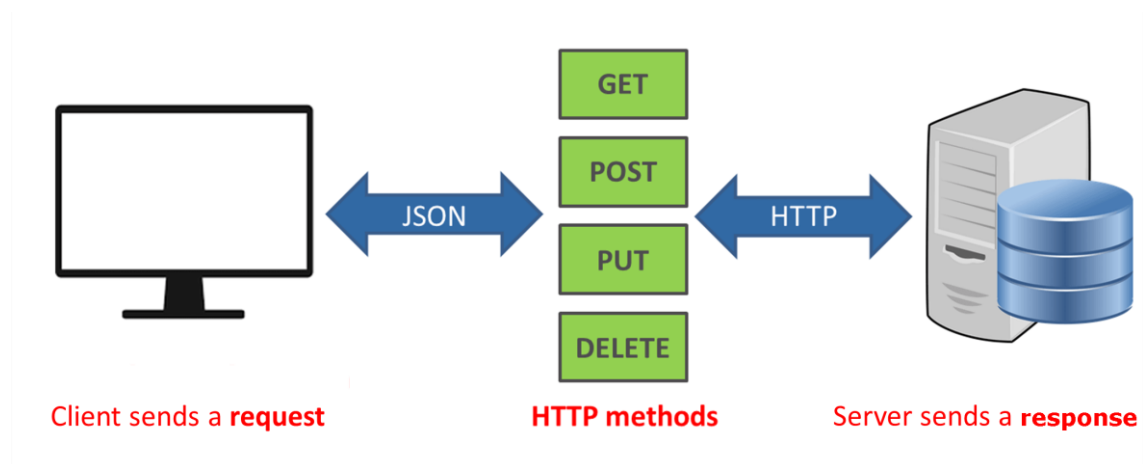 GET
POST
JSON
HTTP
PUT
DELETE
Client sends a request
HTTP methods
Server sends a response